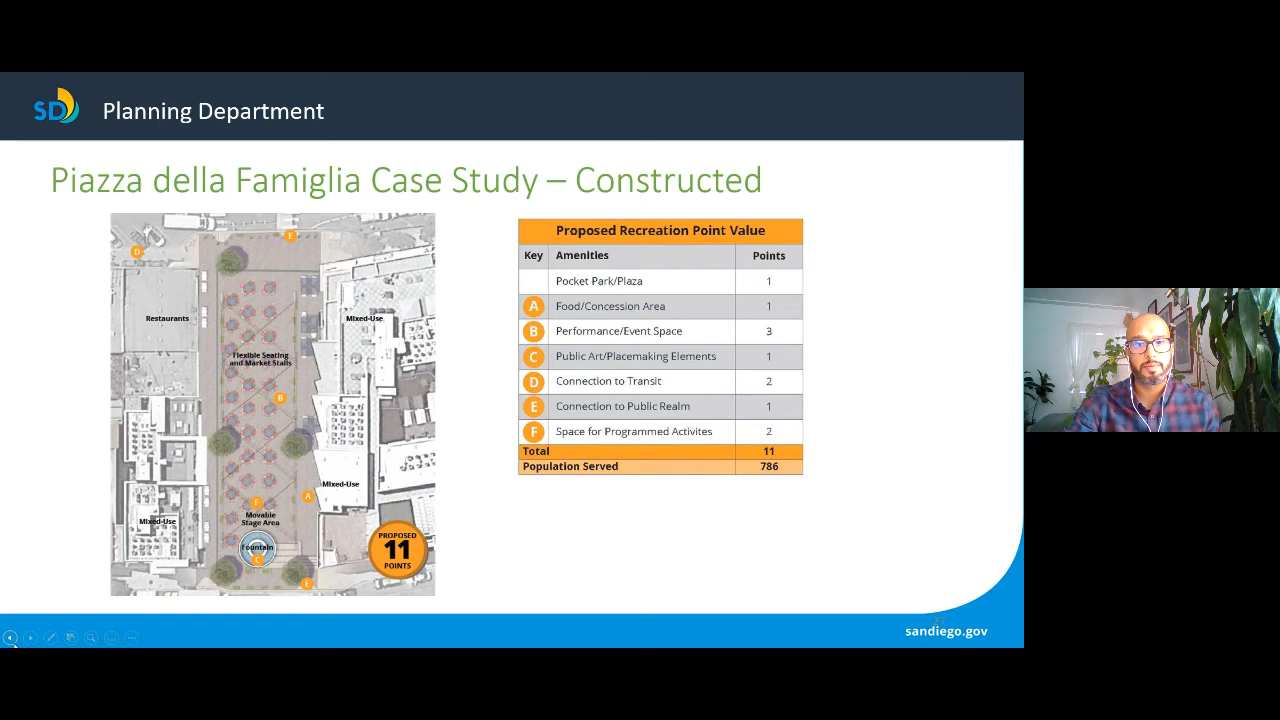 SD
Planning Department
Piazza della Famiglia Case Study – Constructed
E
D
Restaurants
Mixed-Use
Flexible Seating
and Market Stalls
B
Mixed-Use
A
F
Movable
Stage Area
Mixed-Use
Fountain
C
E
PROPOSED
11
POINTS
Proposed Recreation Point Value
Key Amenities Points
Pocket Park/Plaza 1
A Food/Concession Area 1
B Performance/Event Space 3
C Public Art/Placemaking Elements 1
D Connection to Transit 2
E Connection to Public Realm 1
F Space for Programmed Activites 2
Total 11
Population Served 786
sandiego.gov